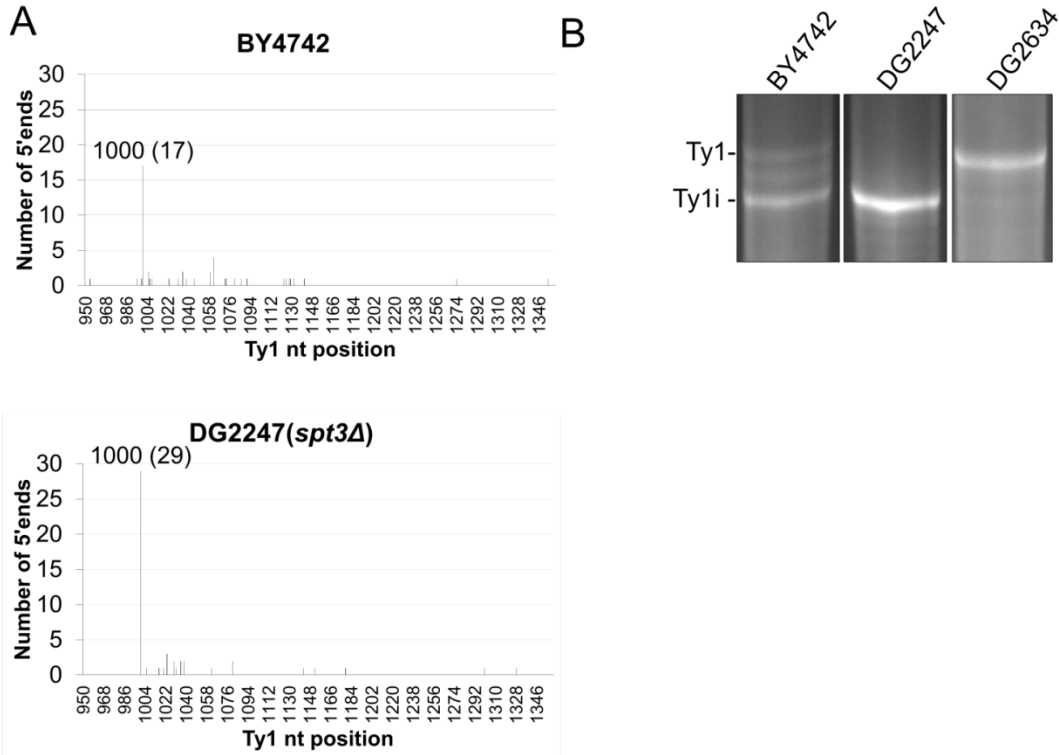 A
BY4742
Number of 5'ends
30
25
20
15
10
5
0
1000 (17)
950 968 986 1004 1022 1040 1058 1076 1094 1112 1130 1148 1166 1184 1202 1220 1238 1256 1274 1292 1310 1328 1346
Ty1 nt position
DG2247(spt3Δ)
Number of 5'ends
1000 (29)
30
25
20
15
10
5
0
950 968 986 1004 1022 1040 1058 1076 1094 1112 1130 1148 1166 1184 1202 1220 1238 1256 1274 1292 1310 1328 1346
Ty1 nt position
B
BY4742 DG2247 DG2634
Ty1-
Ty1i -